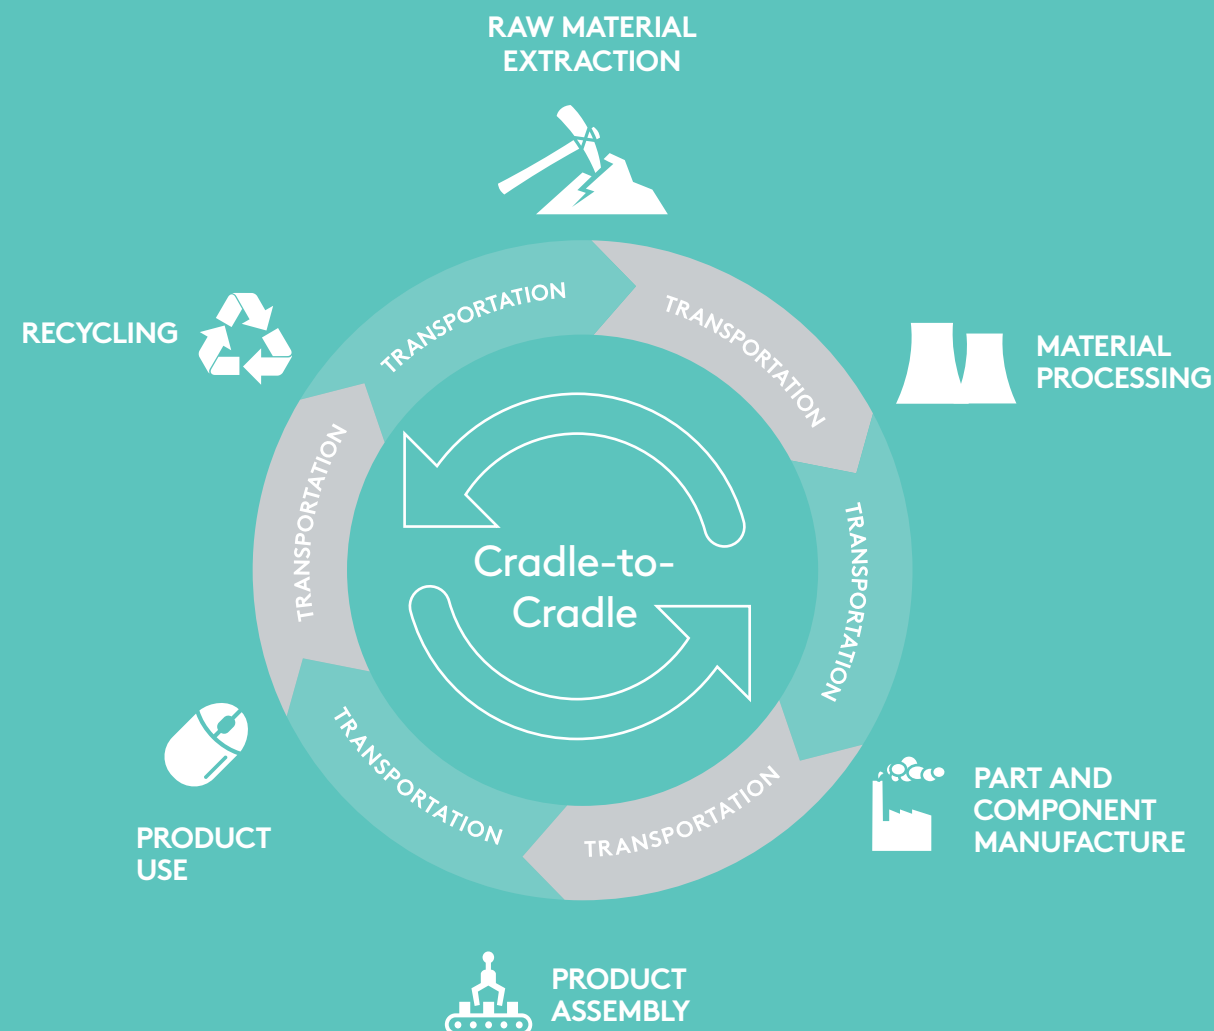 RAW MATERIAL
EXTRACTION
TRANSPORTATION
TRANSPORTATION
RECYCLING
MATERIAL
PROCESSING
TRANSPORTATION
TRANSPORTATION
Cradle-to-
Cradle
TRANSPORTATION
TRANSPORTATION
PART AND
COMPONENT
MANUFACTURE
PRODUCT
USE
PRODUCT
ASSEMBLY